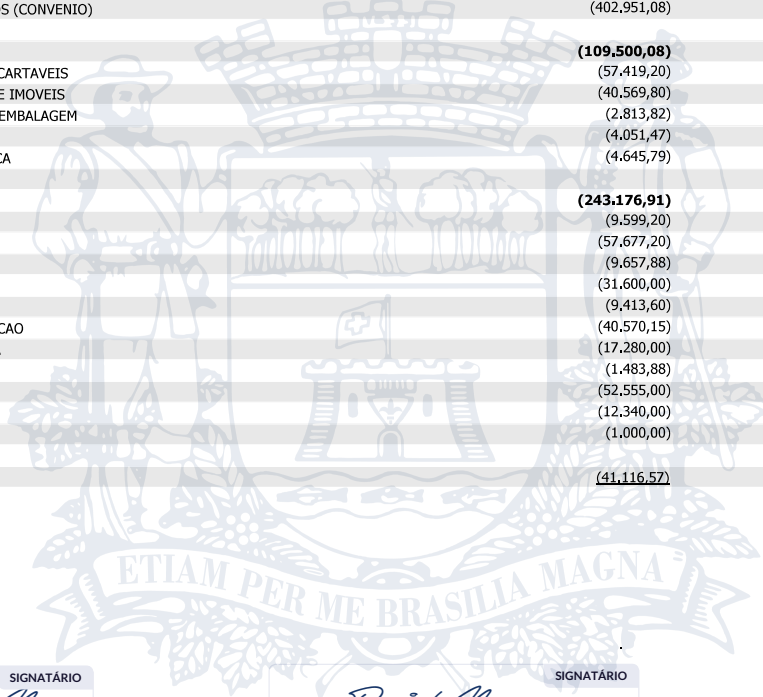 OS (CONVENIO) (402.951,08)
(109.500,08)
CARTAVEIS (57.419,20)
E IMOVEIS (40.569,80)
EMBALAGEM (2.813,82)
(4.051,47)
CA (4.645,79)
(243.176,91)
(9.599,20)
(57.677,20)
(9.657,88)
(31.600,00)
(9.413,60)
CAO (40.570,15)
(17.280,00)
(1.483,88)
(52.555,00)
(12.340,00)
(1.000,00)
(41.116,57)
ETIAM PER ME BRASILIA MAGNA
SIGNATÁRIO SIGNATÁRIO